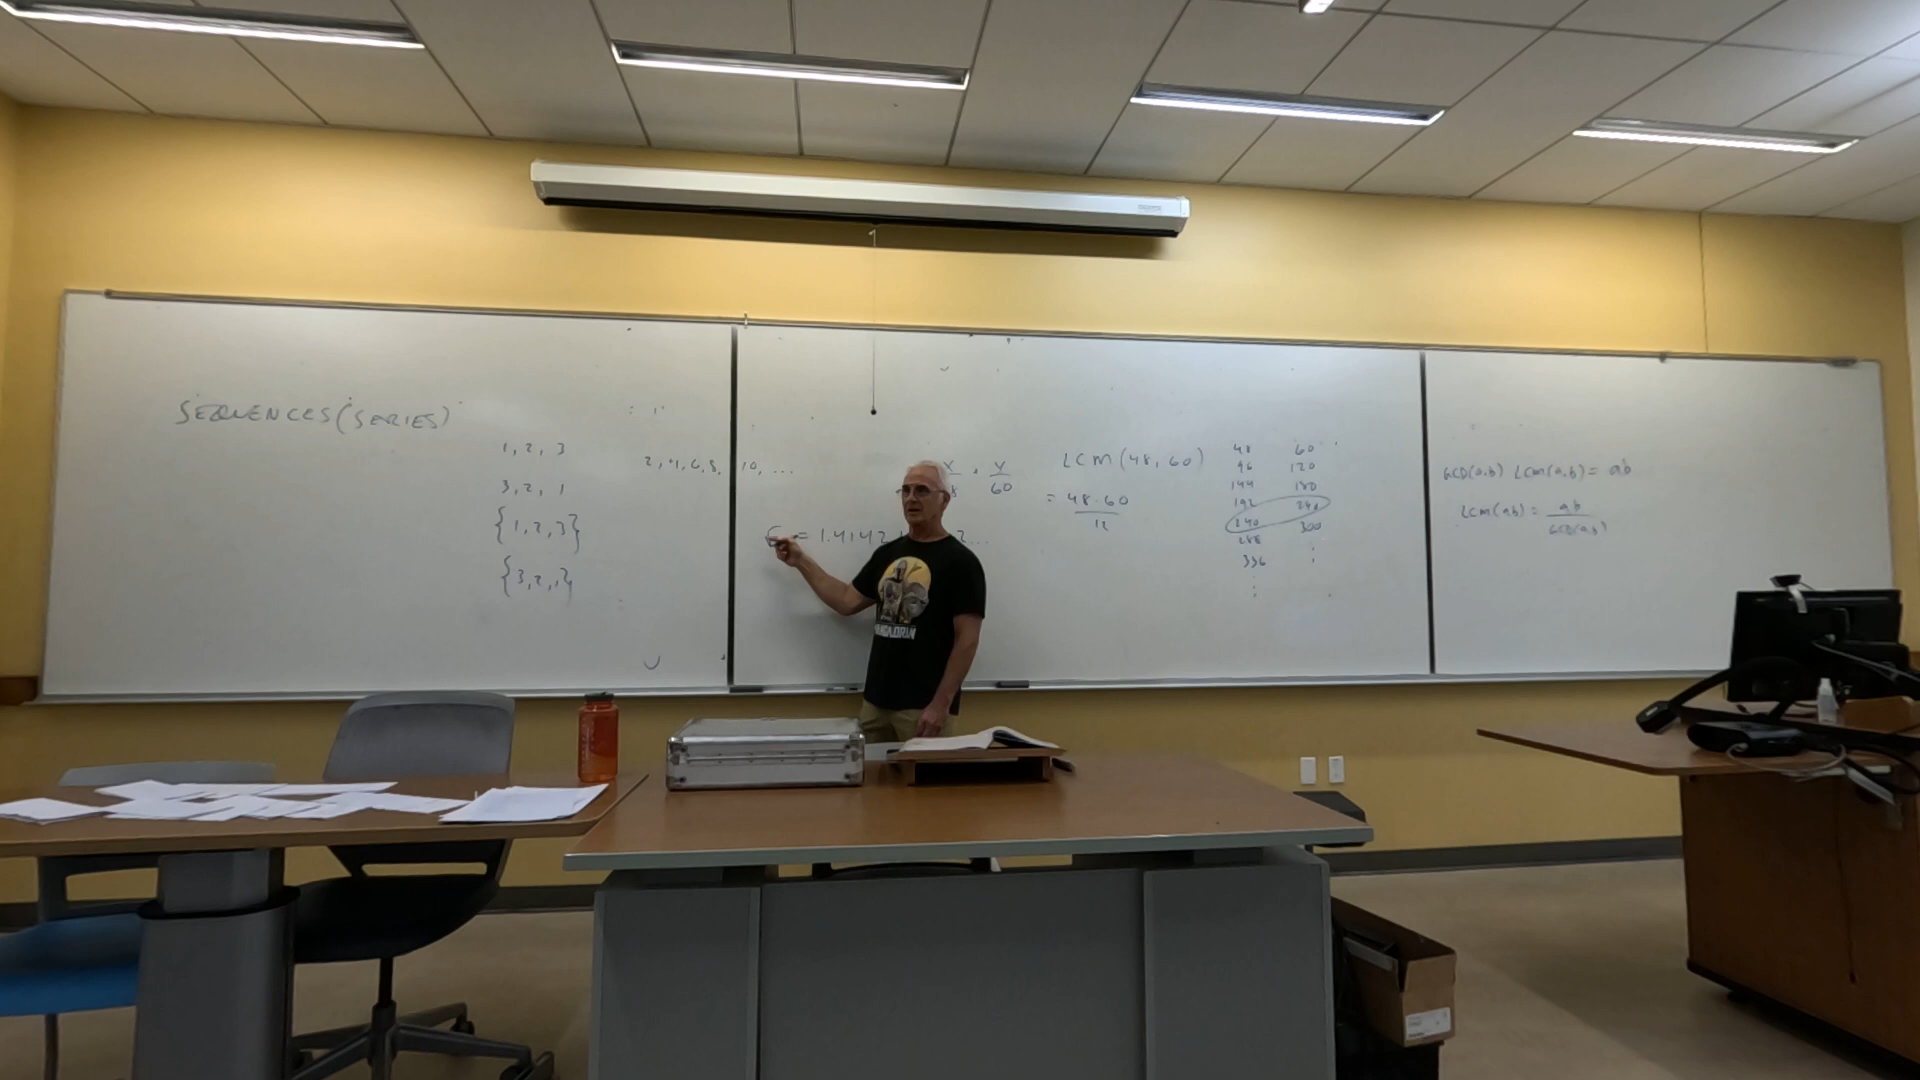 SEQUENCES (SERIES)
1, 2, 3
3, 2, 1
{1, 2, 3}
{3, 2, 1}
2, 4, 6, 8, 10, ...
= 1.4142
X + Y
60
LCM (48, 60)
= 48·60
12
48 60
96 120
144 180
192 240
240 300
288 ⋮
336
⋮
GCD(a,b) LCM(a,b) = ab
LCM(a,b) = ab
GCD(a,b)